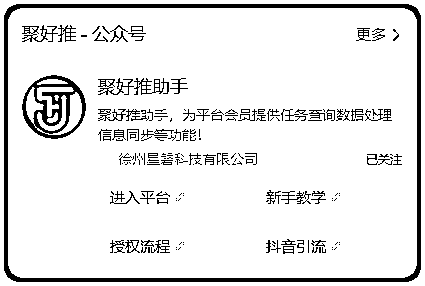 聚好推 - 公众号
更多
聚好推助手
聚好推助手，为平台会员提供任务查询数据处理
信息同步等功能！
徐州星碧科技有限公司
已关注
进入平台
新手教学
授权流程
抖音引流